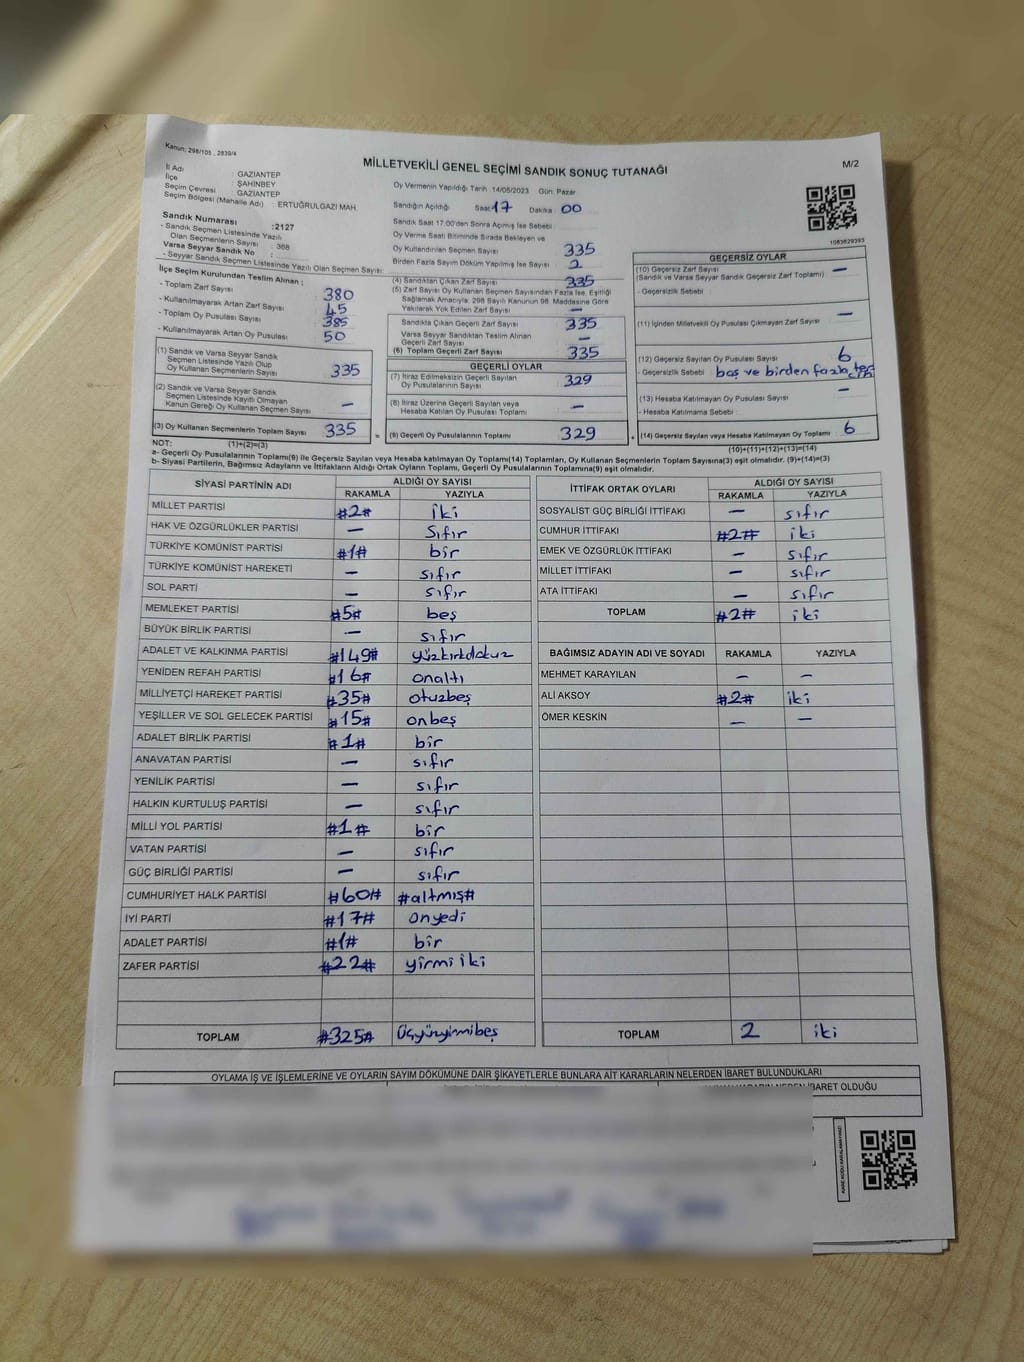 Kanun: 298/105 , 2839/4
MİLLETVEKİLİ GENEL SEÇİMİ SANDIK SONUÇ TUTANAĞI
M/2
İl Adı : GAZİANTEP
İlçe : ŞAHİNBEY
Seçim Çevresi : GAZİANTEP
Seçim Bölgesi (Mahalle Adı) : ERTUĞRULGAZİ MAH.
Sandık Numarası :2127
- Sandık Seçmen Listesinde Yazılı
Olan Seçmenlerin Sayısı : 368
Varsa Seyyar Sandık No :
- Seyyar Sandık Seçmen Listesinde Yazılı Olan Seçmen Sayısı:
İlçe Seçim Kurulundan Teslim Alınan ;
- Toplam Zarf Sayısı : 380
- Kullanılmayarak Artan Zarf Sayısı : 45
- Toplam Oy Pusulası Sayısı : 385
- Kullanılmayarak Artan Oy Pusulası : 50
(1) Sandık ve Varsa Seyyar Sandık
Seçmen Listesinde Yazılı Olup
Oy Kullanan Seçmenlerin Sayısı : 335
(2) Sandık ve Varsa Seyyar Sandık
Seçmen Listesinde Kayıtlı Olmayan
Kanun Gereği Oy Kullanan Seçmen Sayısı : –
(3) Oy Kullanan Seçmenlerin Toplam Sayısı : 335
Oy Vermenin Yapıldığı Tarih :14/05/2023 Gün: Pazar
Sandığın Açıldığı : Saat:17 Dakika : 00
Sandık Saat 17:00'den Sonra Açılmış İse Sebebi :
Oy Verme Saati Bitiminde Sırada Bekleyen ve
Oy Kullandırılan Seçmen Sayısı : 335
Birden Fazla Sayım Döküm Yapılmış İse Sayısı : 2
(4) Sandıktan Çıkan Zarf Sayısı : 335
(5) Zarf Sayısı Oy Kullanan Seçmen Sayısından Fazla İse, Eşitliği
Sağlamak Amacıyla, 298 Sayılı Kanunun 98. Maddesine Göre
Yakılarak Yok Edilen Zarf Sayısı : –
Sandıkta Çıkan Geçerli Zarf Sayısı : 335
Varsa Seyyar Sandıktan Teslim Alınan
Geçerli Zarf Sayısı : –
(6) Toplam Geçerli Zarf Sayısı : 335
GEÇERLİ OYLAR
(7) İtiraz Edilmeksizin Geçerli Sayılan
Oy Pusulalarının Sayısı : 329
(8) İtiraz Üzerine Geçerli Sayılan veya
Hesaba Katılan Oy Pusulası Toplamı : –
= (9) Geçerli Oy Pusulalarının Toplamı : 329
1063629393
GEÇERSİZ OYLAR
(10) Geçersiz Zarf Sayısı : –
(Sandık ve Varsa Seyyar Sandık Geçersiz Zarf Toplamı)
- Geçersizlik Sebebi :
(11) İçinden Milletvekili Oy Pusulası Çıkmayan Zarf Sayısı : –
(12) Geçersiz Sayılan Oy Pusulası Sayısı : 6
- Geçersizlik Sebebi : boş ve birden fazla
(13) Hesaba Katılmayan Oy Pusulası Sayısı : –
- Hesaba Katılmama Sebebi :
+ (14) Geçersiz Sayılan veya Hesaba Katılmayan Oy Toplamı : 6
NOT: (1)+(2)=(3) (10)+(11)+(12)+(13)=(14)
a- Geçerli Oy Pusulaları Toplamı(9) ile Geçersiz Sayılan veya Hesaba katılmayan Oy Pusulası Toplamı(14) Toplamları, Oy Kullanan Seçmenlerin Toplam Sayısına(3) eşit olmalıdır. (9)+(14)=(3)
b- Siyasi Partilerin, Bağımsız Adayların ve İttifakların Aldığı Ortak Oyların Toplamı, Geçerli Oy Pusulalarının Toplamına(9) eşit olmalıdır.
SİYASİ PARTİNİN ADI ALDIĞI OY SAYISI
RAKAMLA YAZIYLA
MİLLET PARTİSİ #2# iki
HAK VE ÖZGÜRLÜKLER PARTİSİ – sıfır
TÜRKİYE KOMÜNİST PARTİSİ #1# bir
TÜRKİYE KOMÜNİST HAREKETİ – sıfır
SOL PARTİ – sıfır
MEMLEKET PARTİSİ #5# beş
BÜYÜK BİRLİK PARTİSİ – sıfır
ADALET VE KALKINMA PARTİSİ #149# yüzkırkdokuz
YENİDEN REFAH PARTİSİ #16# onaltı
MİLLİYETÇİ HAREKET PARTİSİ #35# otuzbeş
YEŞİLLER VE SOL GELECEK PARTİSİ #15# onbeş
ADALET BİRLİK PARTİSİ #1# bir
ANAVATAN PARTİSİ – sıfır
YENİLİK PARTİSİ – sıfır
HALKIN KURTULUŞ PARTİSİ – sıfır
MİLLİ YOL PARTİSİ #1# bir
VATAN PARTİSİ – sıfır
GÜÇ BİRLİĞİ PARTİSİ – sıfır
CUMHURİYET HALK PARTİSİ #60# #altmış#
İYİ PARTİ #17# onyedi
ADALET PARTİSİ #1# bir
ZAFER PARTİSİ #22# yirmi iki
TOPLAM #325# üçyüzyirmibeş
İTTİFAK ORTAK OYLARI ALDIĞI OY SAYISI
RAKAMLA YAZIYLA
SOSYALİST GÜÇ BİRLİĞİ İTTİFAKI – sıfır
CUMHUR İTTİFAKI #2# iki
EMEK VE ÖZGÜRLÜK İTTİFAKI – sıfır
MİLLET İTTİFAKI – sıfır
ATA İTTİFAKI – sıfır
TOPLAM #2# iki
BAĞIMSIZ ADAYIN ADI VE SOYADI RAKAMLA YAZIYLA
MEHMET KARAYILAN – –
ALİ AKSOY #2# iki
ÖMER KESKİN – –
TOPLAM 2 iki
OYLAMA İŞ VE İŞLEMLERİNE VE OYLARIN SAYIM DÖKÜMÜNE DAİR ŞİKAYETLERLE BUNLARA AİT KARARLARIN NELERDEN İBARET BULUNDUKLARI
NEDEN İBARET OLDUĞU